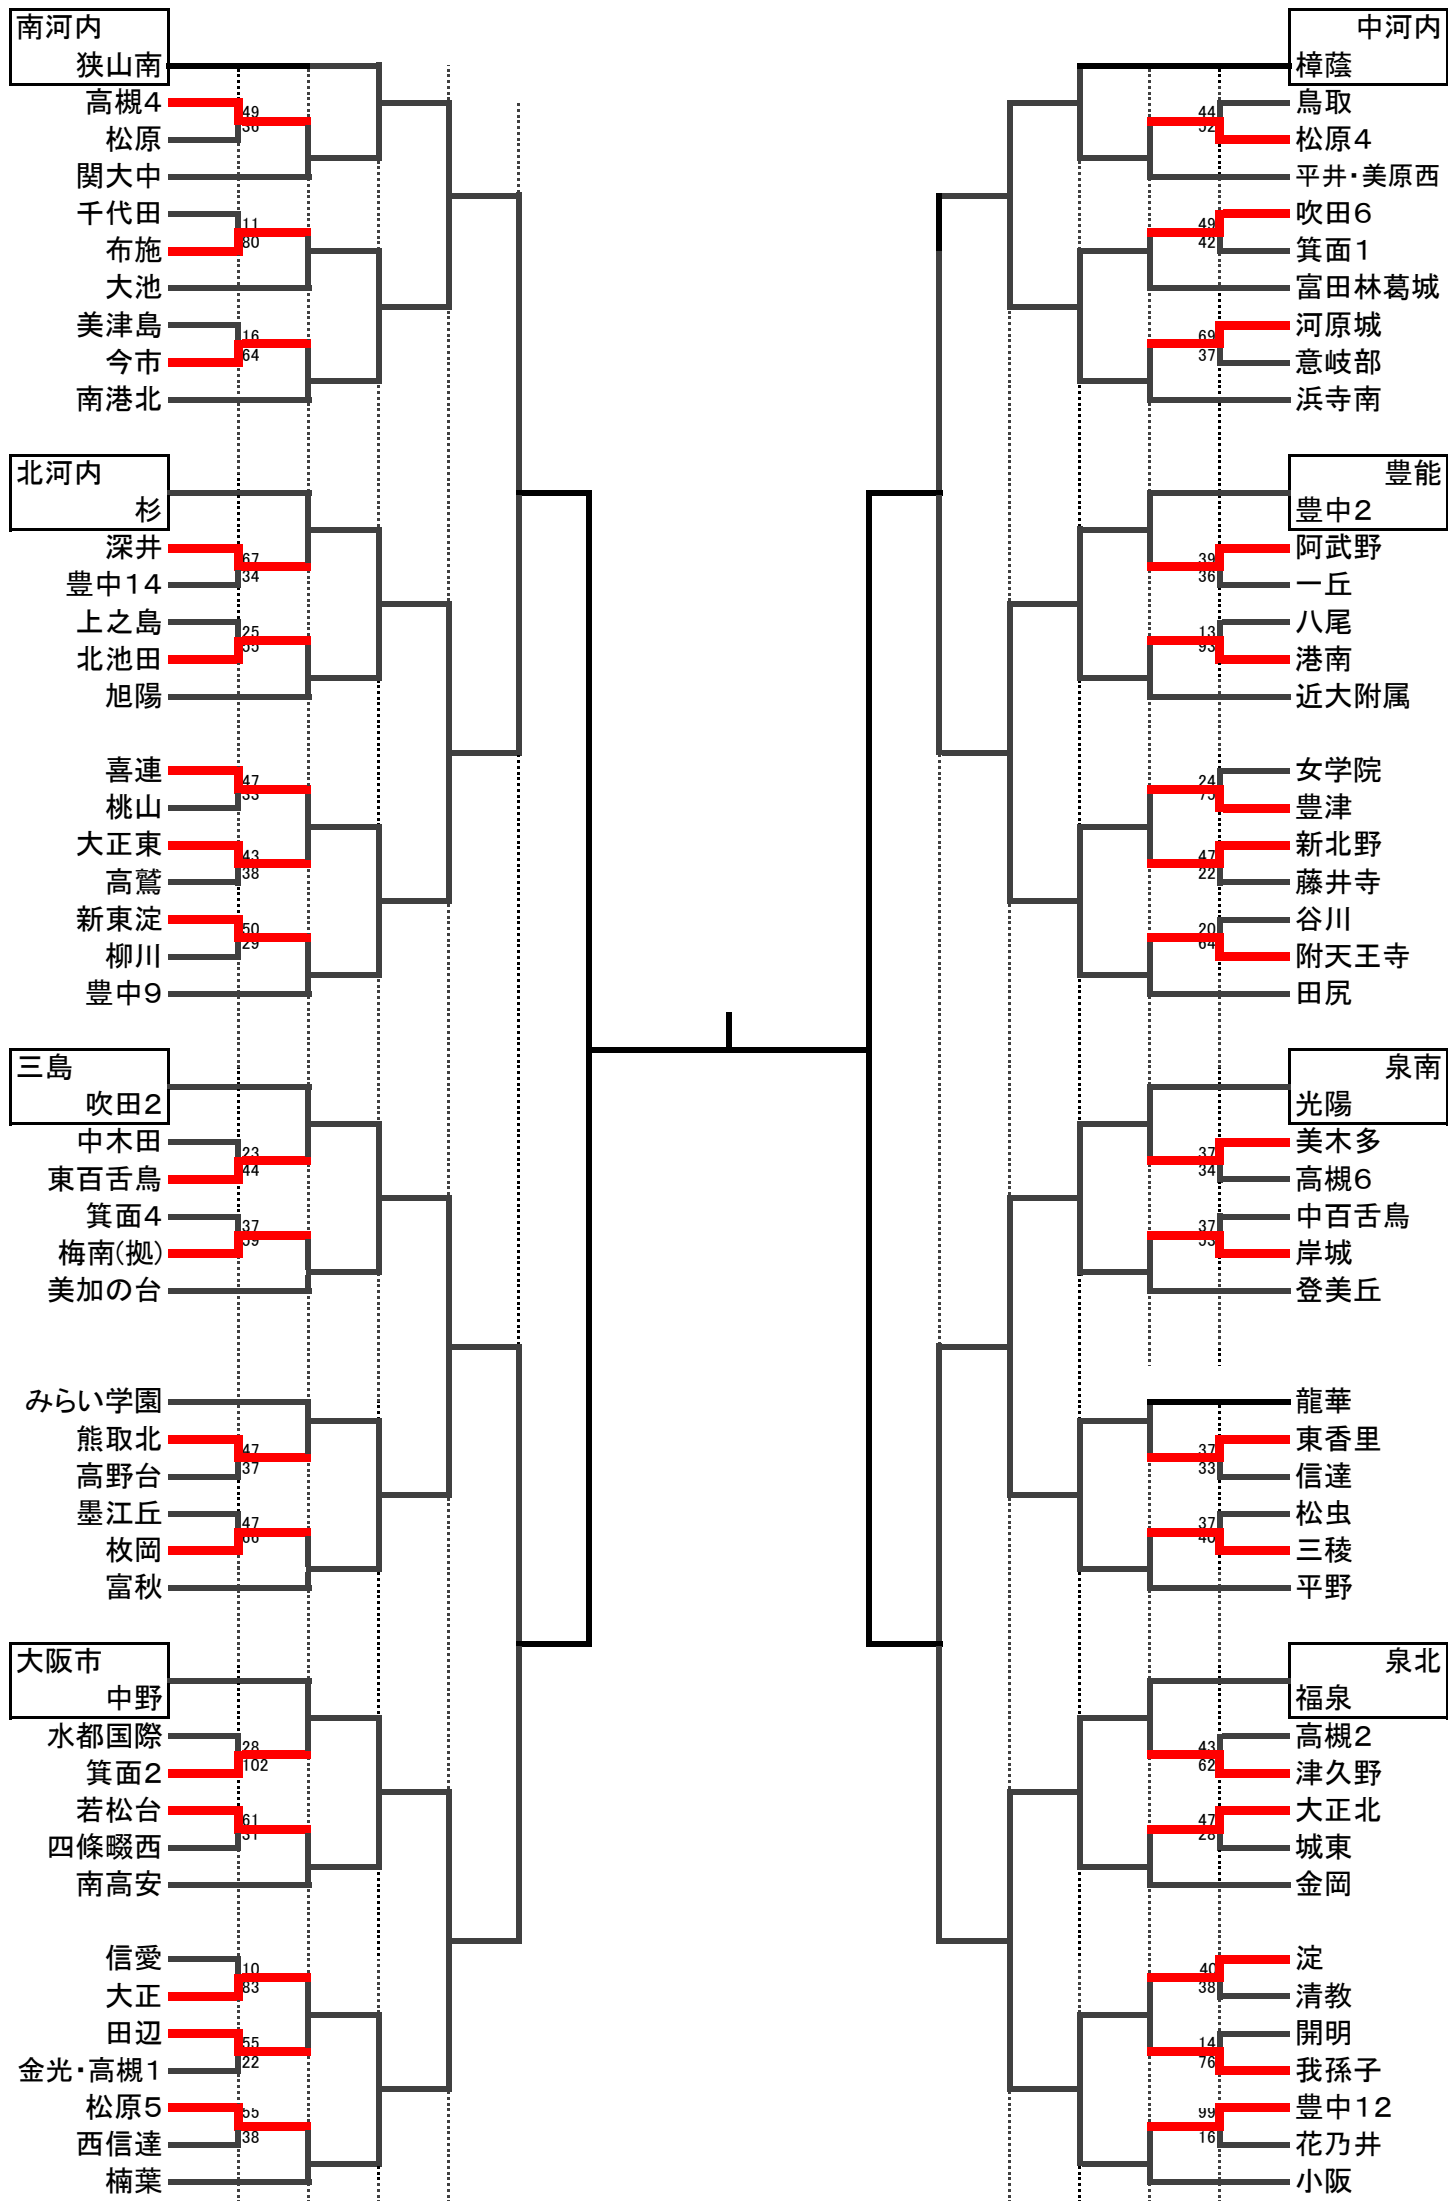 南河内
狭山南
高槻4
49
36
松原
関大中
千代田
11
80
布施
大池
美津島
16
64
今市
南港北
北河内
杉
深井
67
34
豊中14
上之島
25
55
北池田
旭陽
喜連
47
33
桃山
大正東
43
38
高鷲
新東淀
50
29
柳川
豊中9
三島
吹田2
中木田
23
44
東百舌鳥
箕面4
37
59
梅南(拠)
美加の台
みらい学園
熊取北
47
37
高野台
墨江丘
47
66
枚岡
富秋
大阪市
中野
水都国際
28
102
箕面2
若松台
61
31
四條畷西
南高安
信愛
10
83
大正
田辺
55
22
金光・高槻1
松原5
55
38
西信達
楠葉
中河内
樟蔭
鳥取
44
52
松原4
平井・美原西
吹田6
49
42
箕面1
富田林葛城
河原城
69
37
意岐部
浜寺南
豊能
豊中2
阿武野
39
36
一丘
八尾
13
93
港南
近大附属
女学院
24
75
豊津
新北野
47
22
藤井寺
谷川
20
64
附天王寺
田尻
泉南
光陽
美木多
37
34
高槻6
中百舌鳥
37
53
岸城
登美丘
龍華
東香里
37
33
信達
松虫
37
40
三稜
平野
泉北
福泉
高槻2
43
62
津久野
大正北
47
28
城東
金岡
淀
40
38
清教
開明
14
76
我孫子
豊中12
99
16
花乃井
小阪